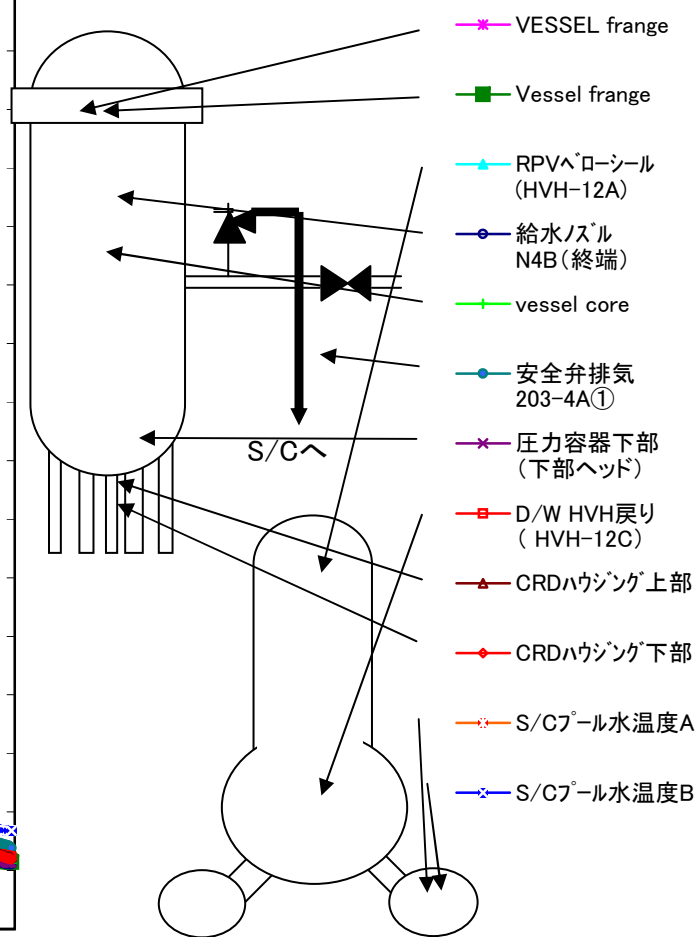 VESSEL frange
Vessel frange
RPVベローシール
(HVH-12A)
給水ノズル
N4B(終端)
vessel core
安全弁排気
203-4A①
圧力容器下部
(下部ヘッド)
D/W HVH戻り
( HVH-12C)
CRDハウジング上部
CRDハウジング下部
S/Cプール水温度A
S/Cプール水温度B
S/Cへ